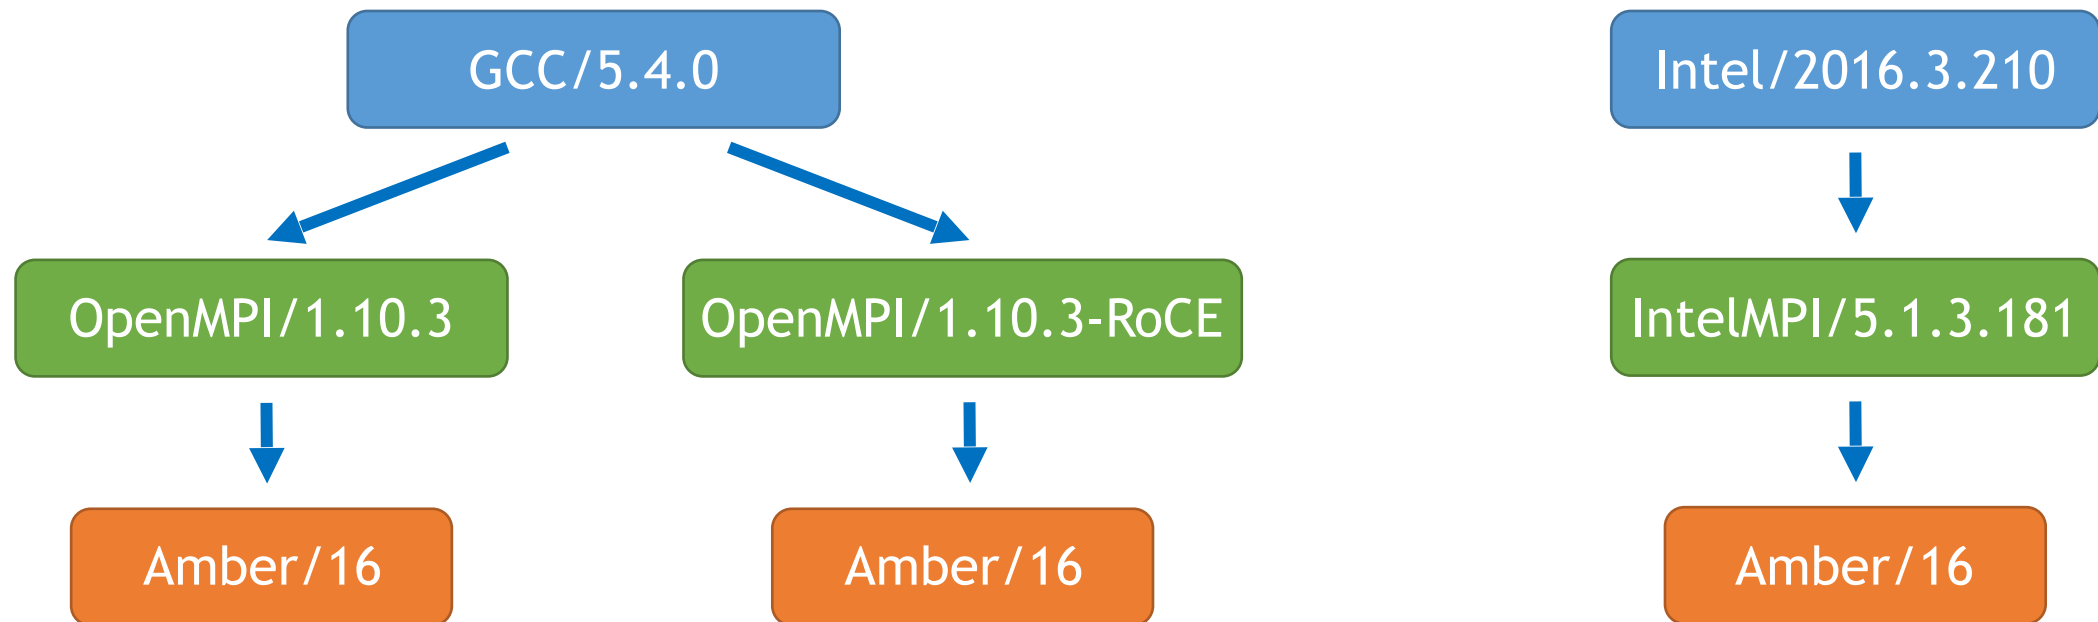 GCC/5.4.0
Intel/2016.3.210
OpenMPI/1.10.3
OpenMPI/1.10.3-RoCE
IntelMPI/5.1.3.181
Amber/16
Amber/16
Amber/16